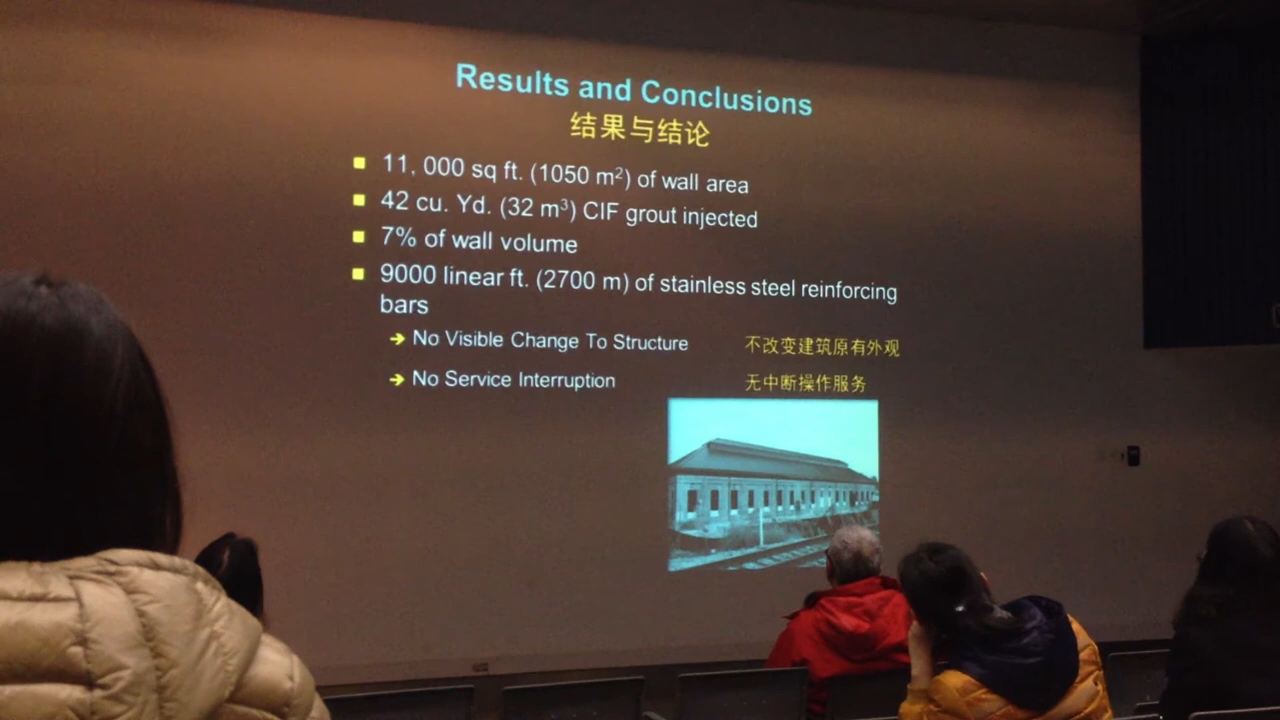 Results and Conclusions
结果与结论
11, 000 sq ft. (1050 m²) of wall area
42 cu. Yd. (32 m³) CIF grout injected
7% of wall volume
9000 linear ft. (2700 m) of stainless steel reinforcing
bars
No Visible Change To Structure 不改变建筑原有外观
No Service Interruption 无中断操作服务